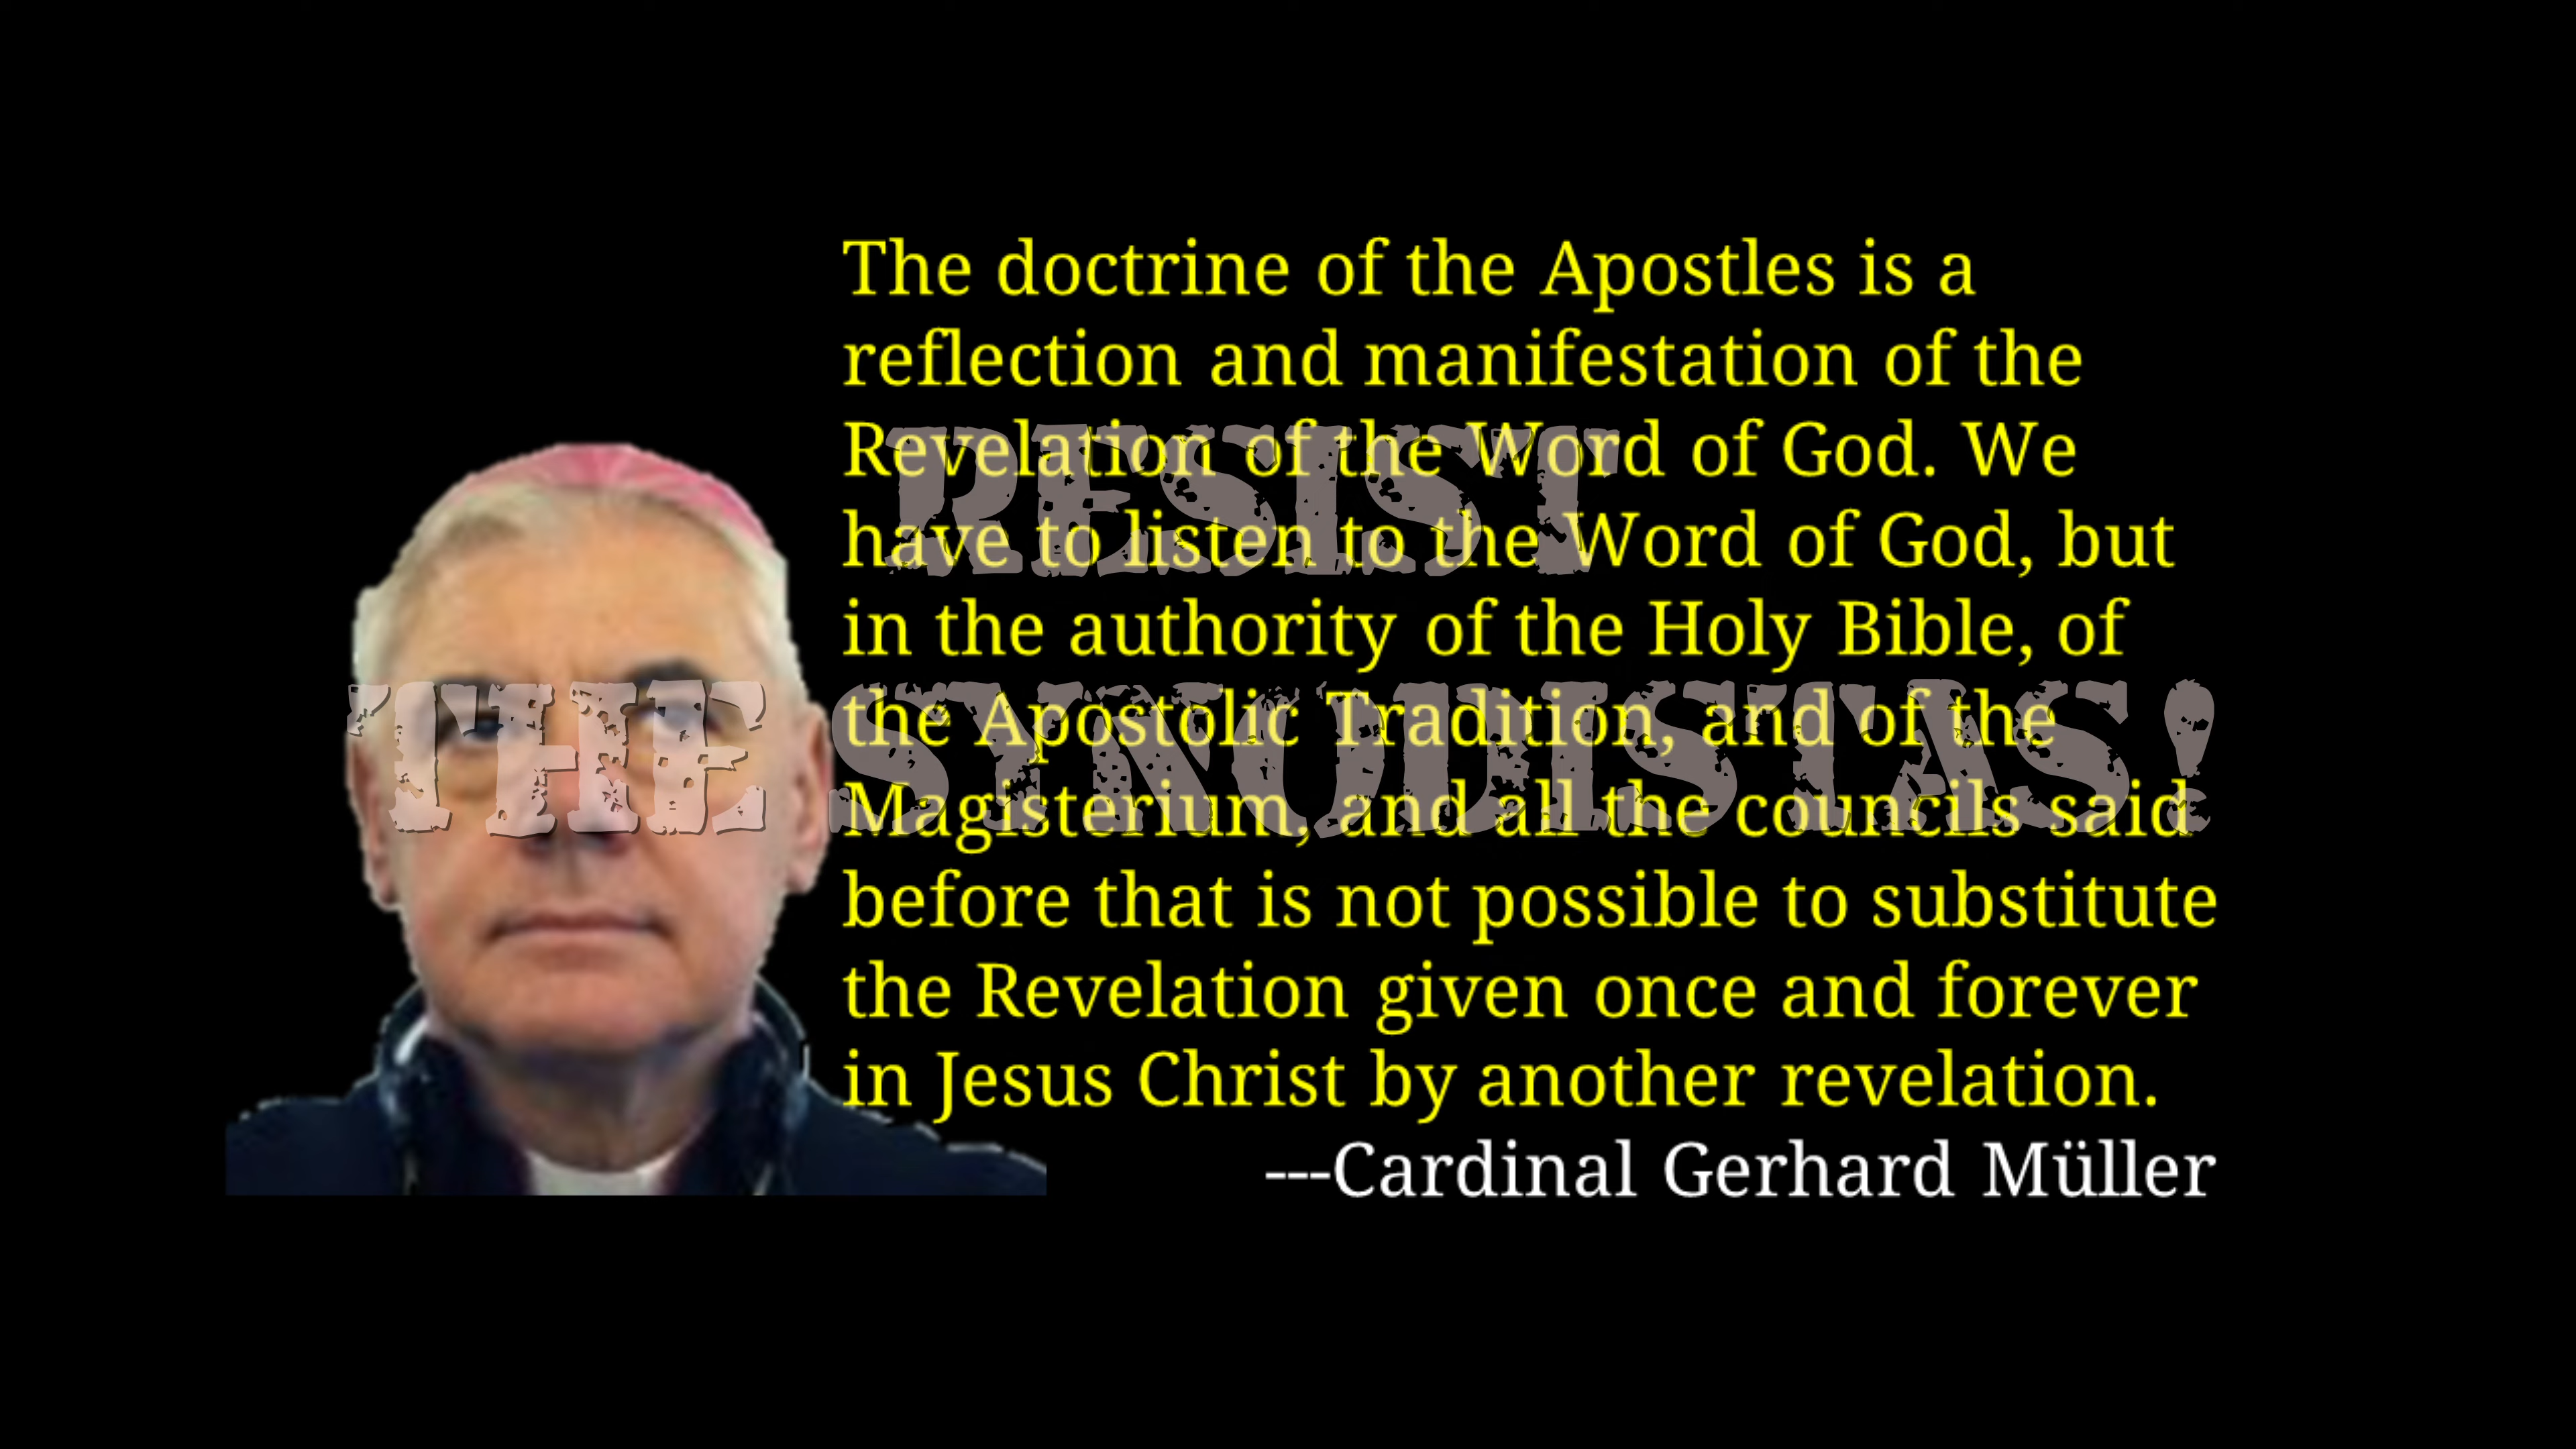 The doctrine of the Apostles is a
reflection and manifestation of the
Revelation of the Word of God. We
have to listen to the Word of God, but
in the authority of the Holy Bible, of
the Apostolic Tradition, and of the
Magisterium, and all the councils said
before that is not possible to substitute
the Revelation given once and forever
in Jesus Christ by another revelation.
---Cardinal Gerhard Müller
RESIST
THE SYNODISTAS!